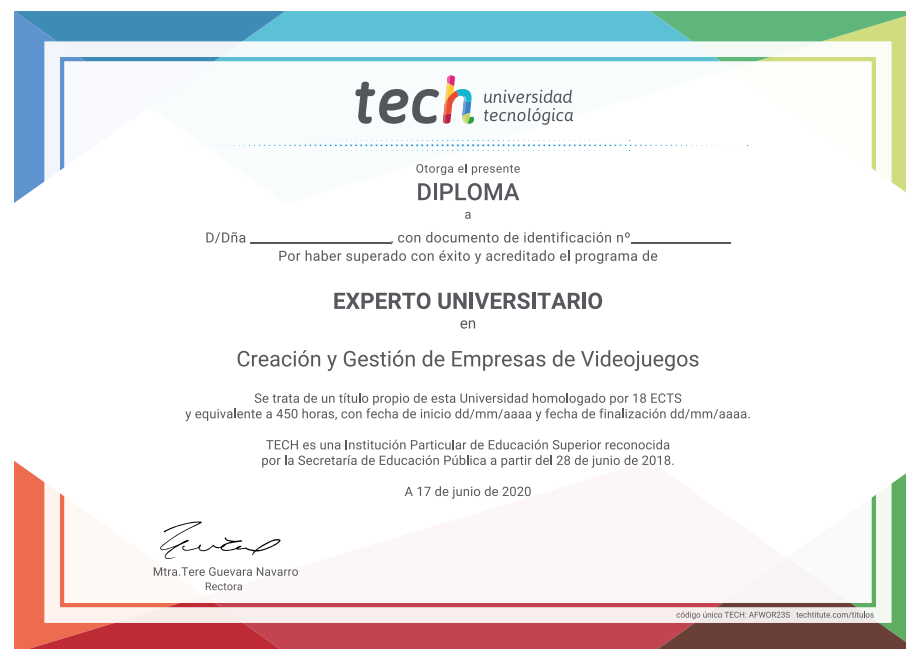 tech universidad
tecnológica
Otorga el presente
DIPLOMA
a
D/Dña ____________________, con documento de identificación nº______________
Por haber superado con éxito y acreditado el programa de
EXPERTO UNIVERSITARIO
en
Creación y Gestión de Empresas de Videojuegos
Se trata de un título propio de esta Universidad homologado por 18 ECTS
y equivalente a 450 horas, con fecha de inicio dd/mm/aaaa y fecha de finalización dd/mm/aaaa.
TECH es una Institución Particular de Educación Superior reconocida
por la Secretaría de Educación Pública a partir del 28 de junio de 2018.
A 17 de junio de 2020
Mtra.Tere Guevara Navarro
Rectora
código único TECH: AFWOR23S techtitute.com/titulos